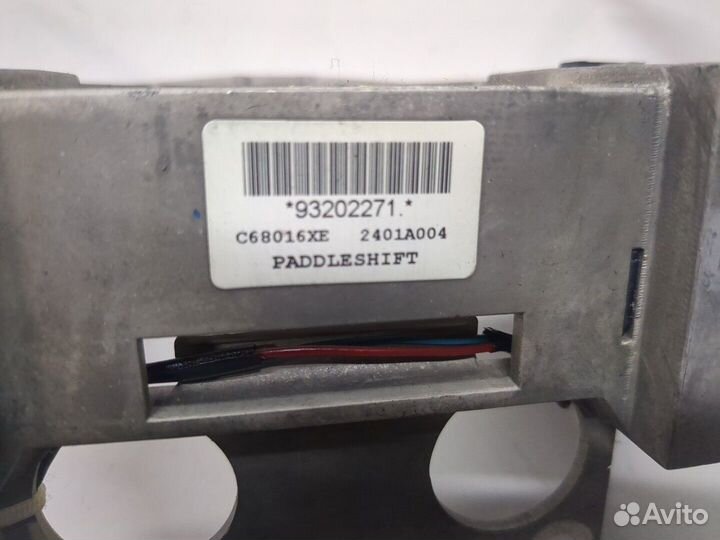 *93202271.*
C68016XE 2401A004
PADDLESHIFT
Avito